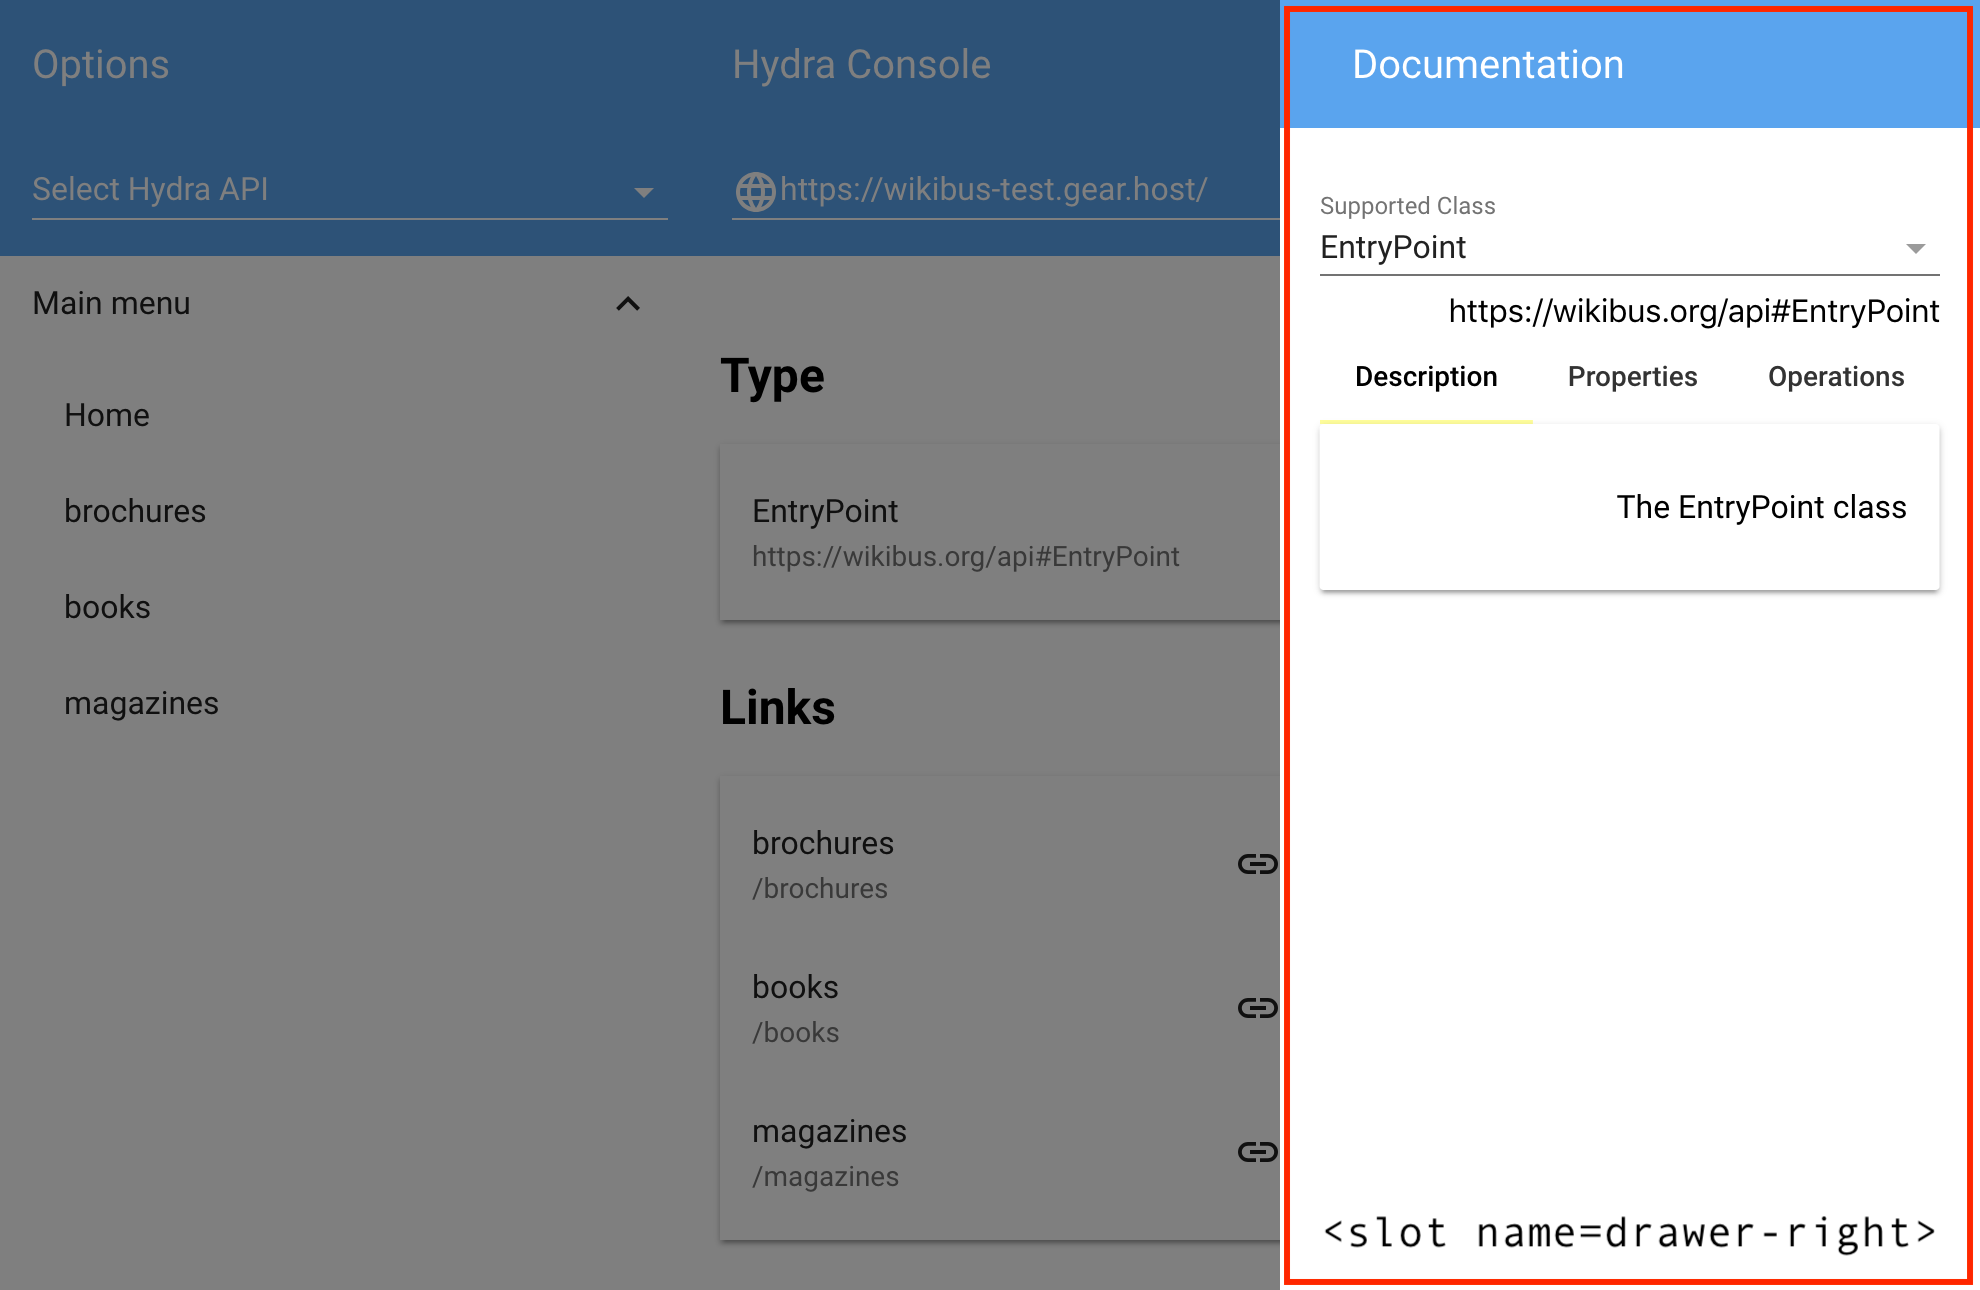 Options
Select Hydra API
Main menu
Home
brochures
books
magazines
Hydra Console
https://wikibus-test.gear.host/
Type
EntryPoint
https://wikibus.org/api#EntryPoint
Links
brochures
/brochures
books
/books
magazines
/magazines
Documentation
Supported Class
EntryPoint
https://wikibus.org/api#EntryPoint
Description Properties Operations
The EntryPoint class
<slot name=drawer-right>